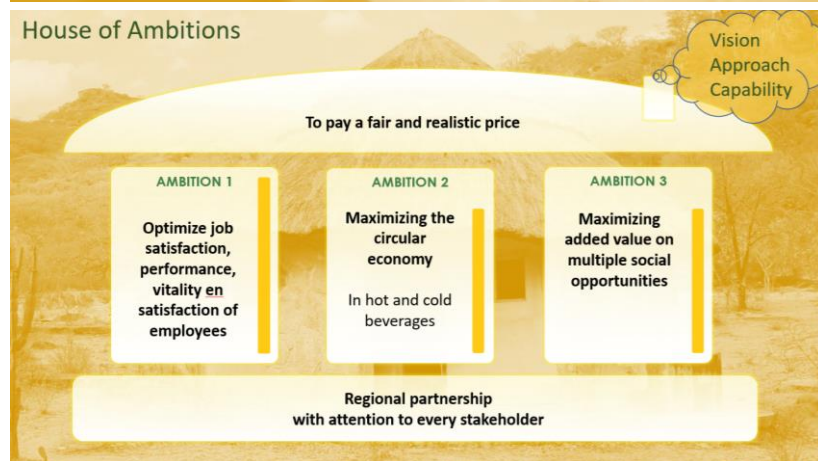 House of Ambitions
Vision
Approach
Capability
To pay a fair and realistic price
AMBITION 1
Optimize job
satisfaction,
performance,
vitality en
satisfaction of
employees
AMBITION 2
Maximizing the
circular
economy
In hot and cold
beverages
AMBITION 3
Maximizing
added value on
multiple social
opportunities
Regional partnership
with attention to every stakeholder